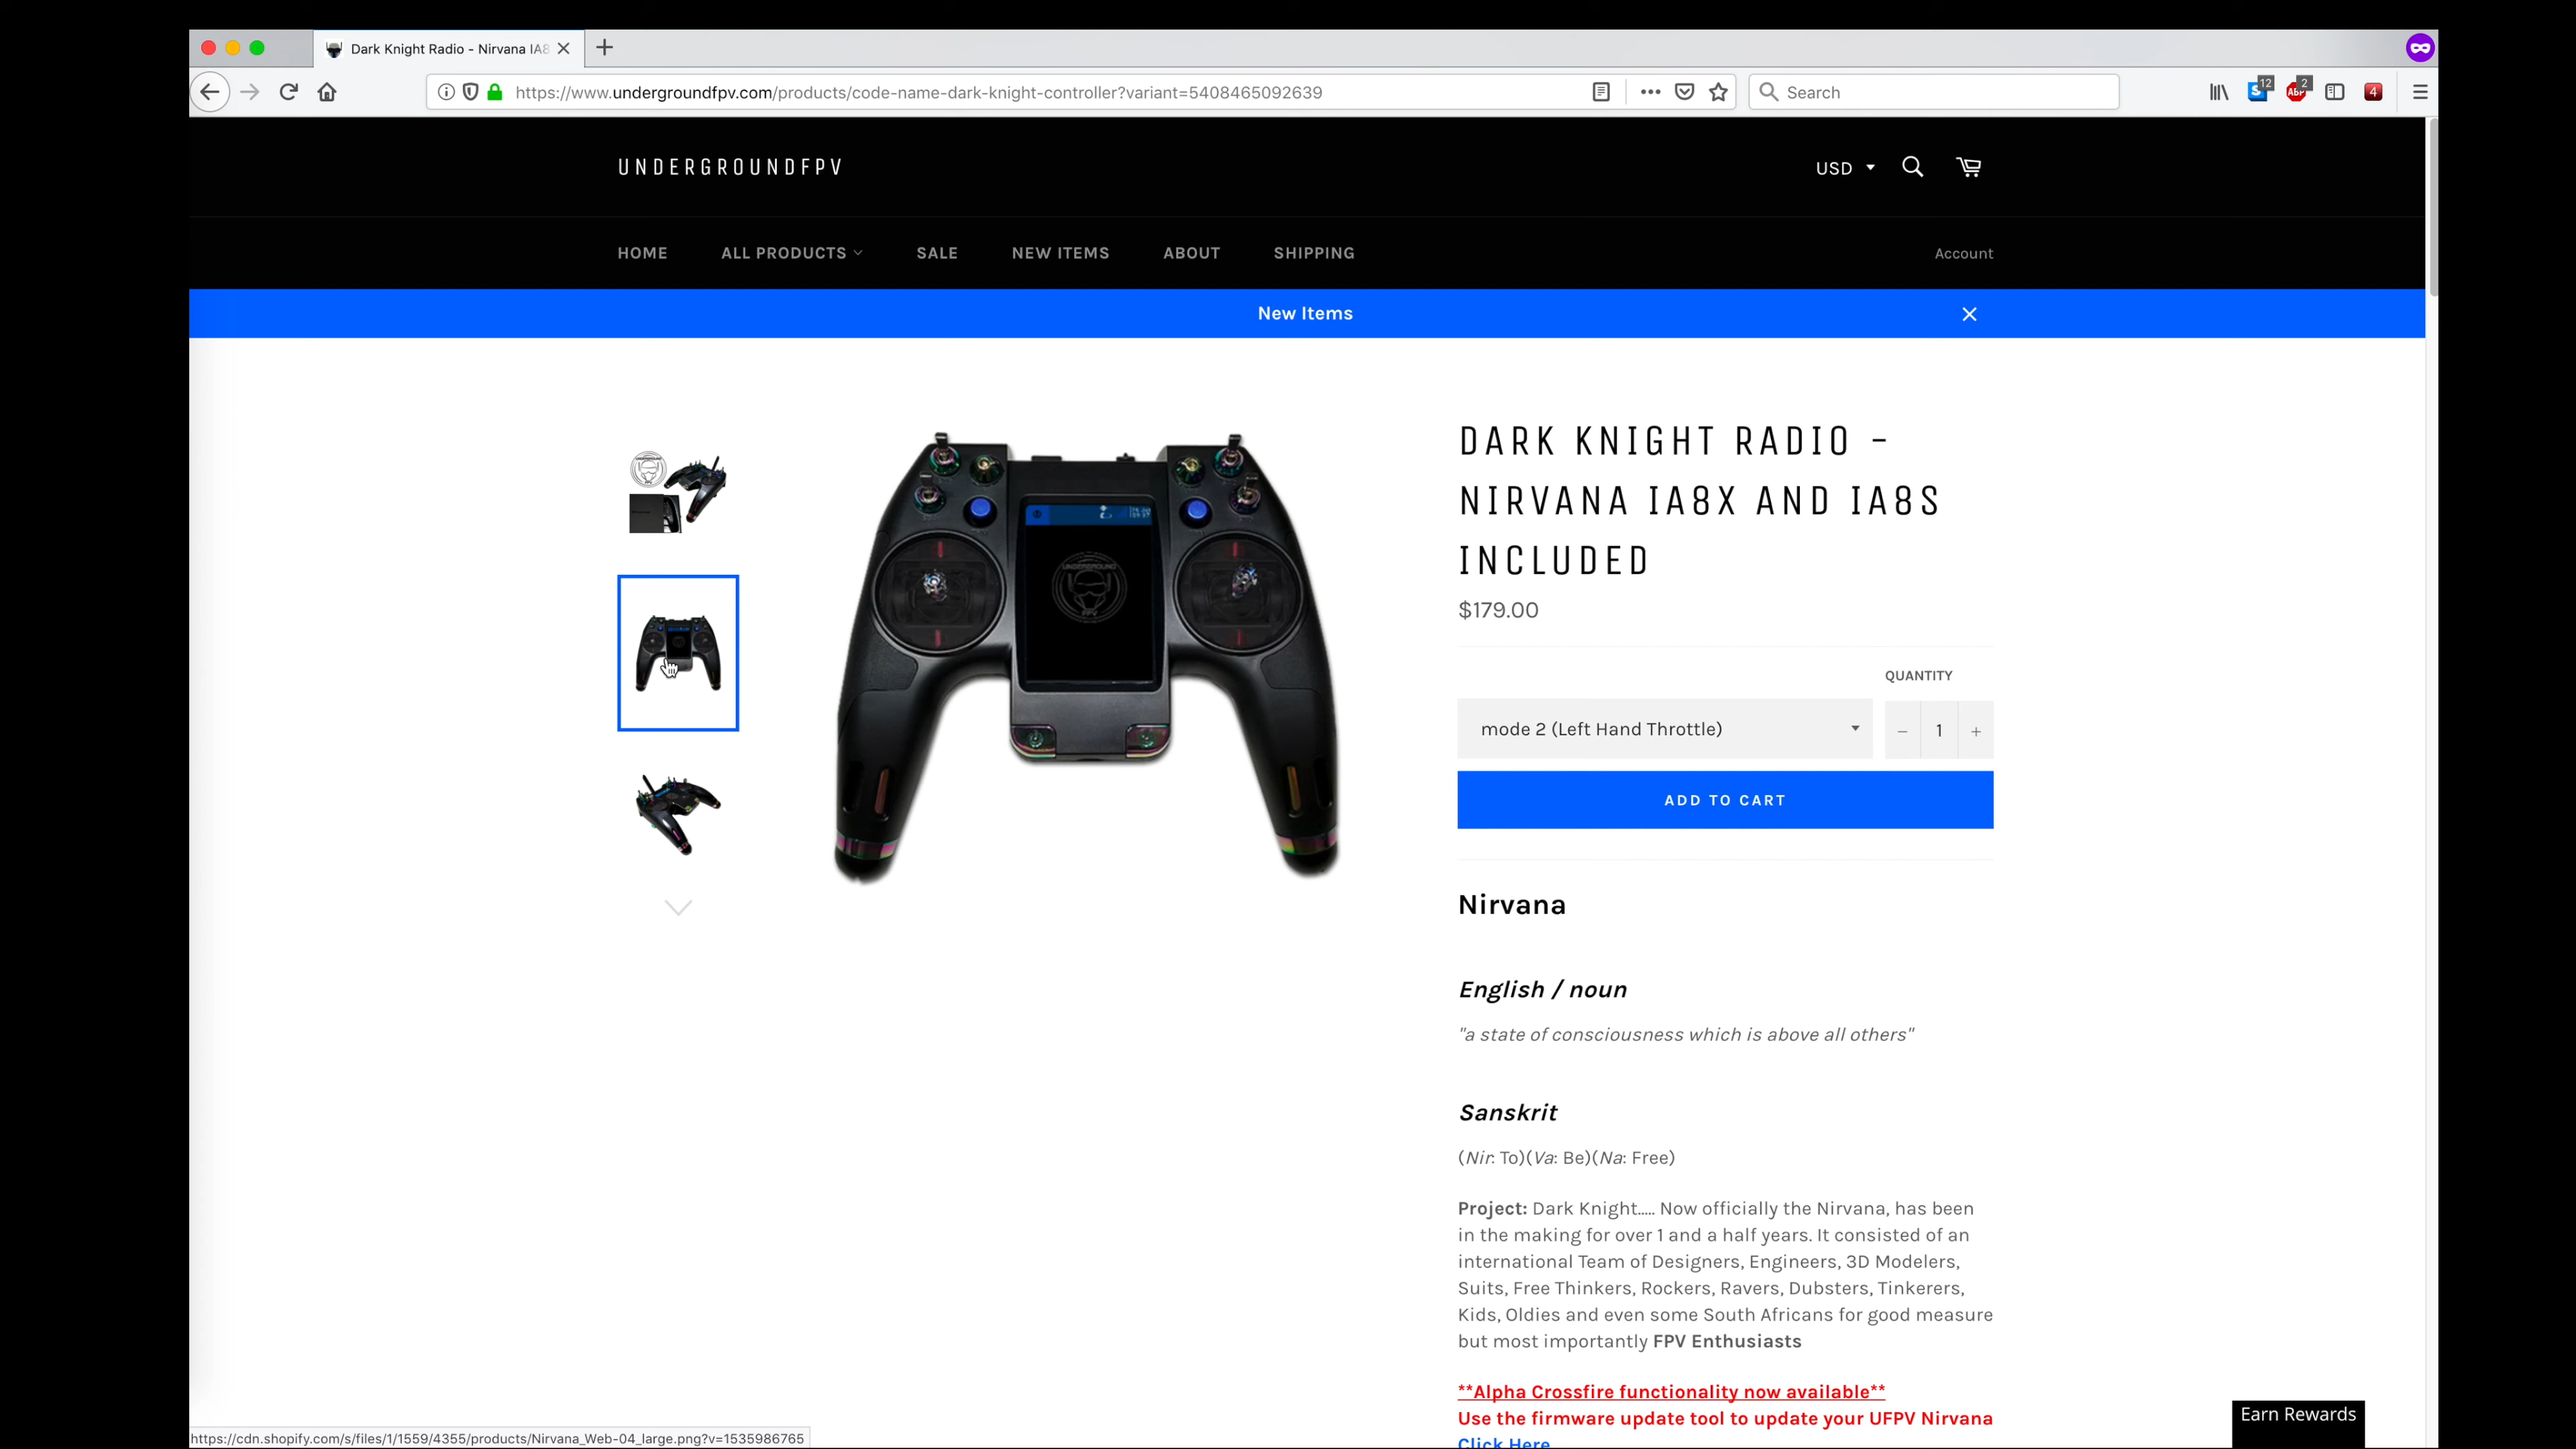 Dark Knight Radio - Nirvana IA8
https://www.undergroundfpv.com/products/code-name-dark-knight-controller?variant=5408465092639
Search
12
2
4
UNDERGROUNDFPV
USD
HOME
ALL PRODUCTS
SALE
NEW ITEMS
ABOUT
SHIPPING
Account
New Items
DARK KNIGHT RADIO -
NIRVANA IA8X AND IA8S
INCLUDED
$179.00
QUANTITY
mode 2 (Left Hand Throttle)
− 1 +
ADD TO CART
Nirvana
English / noun
"a state of consciousness which is above all others"
Sanskrit
(Nir: To)(Va: Be)(Na: Free)
Project: Dark Knight..... Now officially the Nirvana, has been
in the making for over 1 and a half years. It consisted of an
international Team of Designers, Engineers, 3D Modelers,
Suits, Free Thinkers, Rockers, Ravers, Dubsters, Tinkerers,
Kids, Oldies and even some South Africans for good measure
but most importantly FPV Enthusiasts
**Alpha Crossfire functionality now available**
Use the firmware update tool to update your UFPV Nirvana
Click Here
Earn Rewards
https://cdn.shopify.com/s/files/1/1559/4355/products/Nirvana_Web-04_large.png?v=1535986765